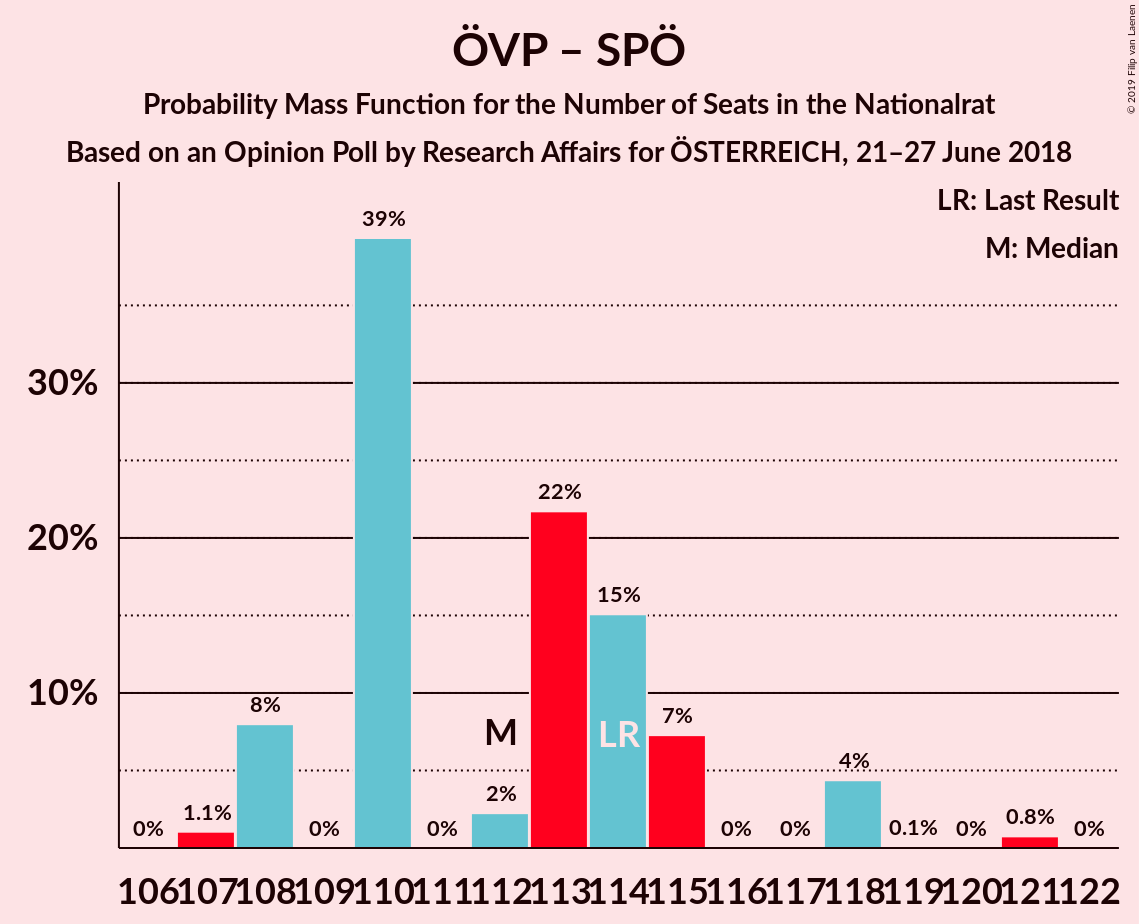 ÖVP – SPÖ
Probability Mass Function for the Number of Seats in the Nationalrat
Based on an Opinion Poll by Research Affairs for ÖSTERREICH, 21–27 June 2018
© 2019 Filip van Laenen
LR: Last Result
M: Median
30%
20%
10%
0% 1.1% 8% 0% 39% 0% 2% 22% 15% 7% 0% 0% 4% 0.1% 0% 0.8% 0%
M LR
106 107 108 109 110 111 112 113 114 115 116 117 118 119 120 121 122